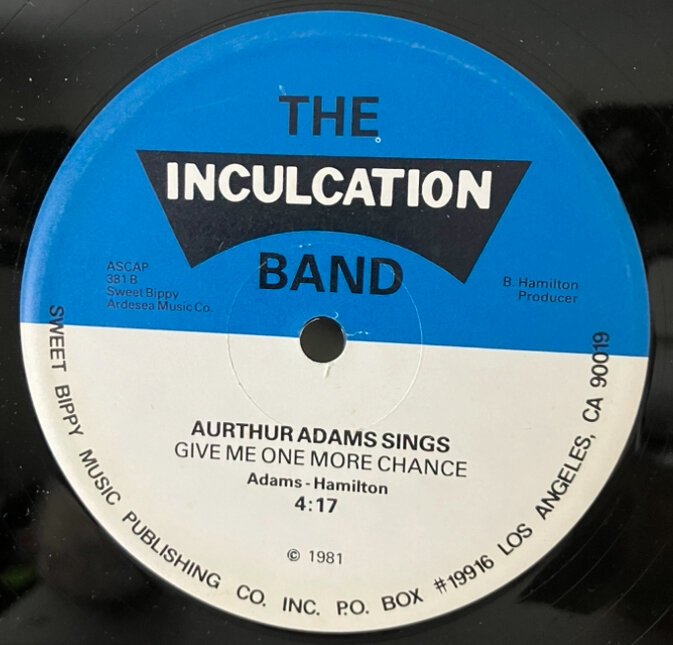 THE
INCULCATION
BAND
ASCAP
381 B
Sweet Bippy
Ardesea Music Co.
B. Hamilton
Producer
AURTHUR ADAMS SINGS
GIVE ME ONE MORE CHANCE
Adams - Hamilton
4:17
© 1981
SWEET BIPPY MUSIC PUBLISHING CO. INC. P.O. BOX #19916 LOS ANGELES, CA 90019